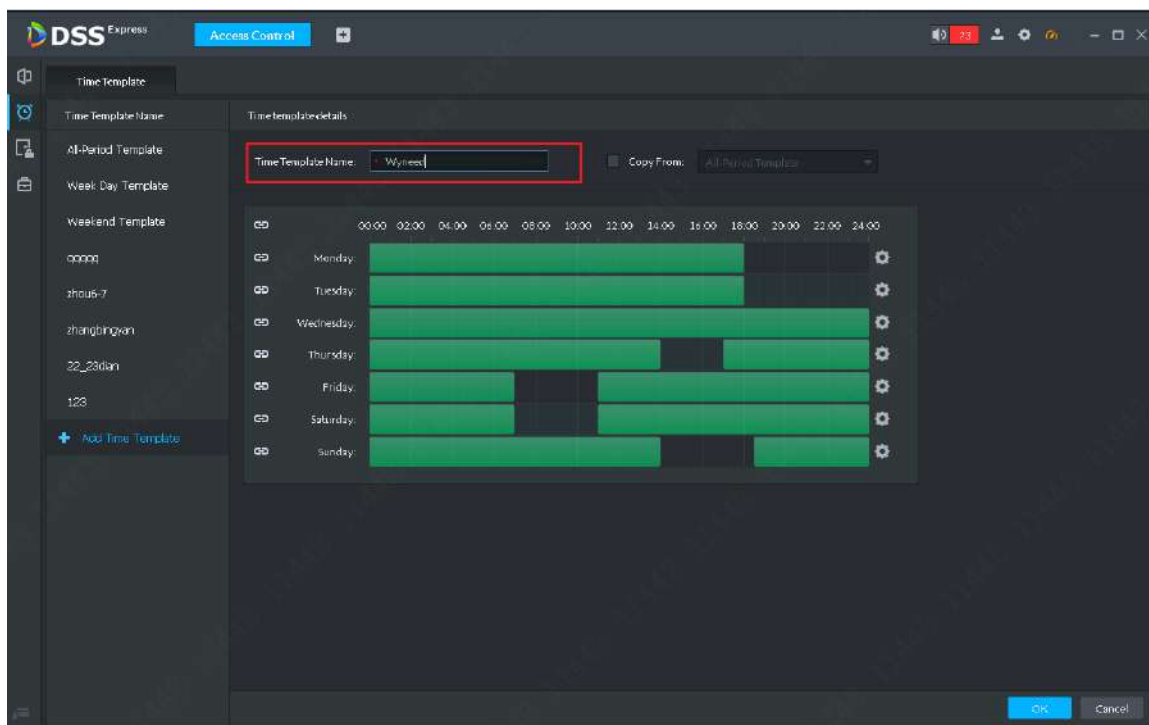 DSS Express Access Control 23
Time Template
Time Template Name Time template details
All-Period Template
Time Template Name: * Wyneed Copy From: All-Period Template
Week Day Template
Weekend Template
00:00 02:00 04:00 06:00 08:00 10:00 12:00 14:00 16:00 18:00 20:00 22:00 24:00
qqqqq
Monday:
zhou6-7
Tuesday:
zhangbingyan
Wednesday:
22_23dian
Thursday:
123
Friday:
Saturday:
Add Time Template
Sunday:
OK Cancel